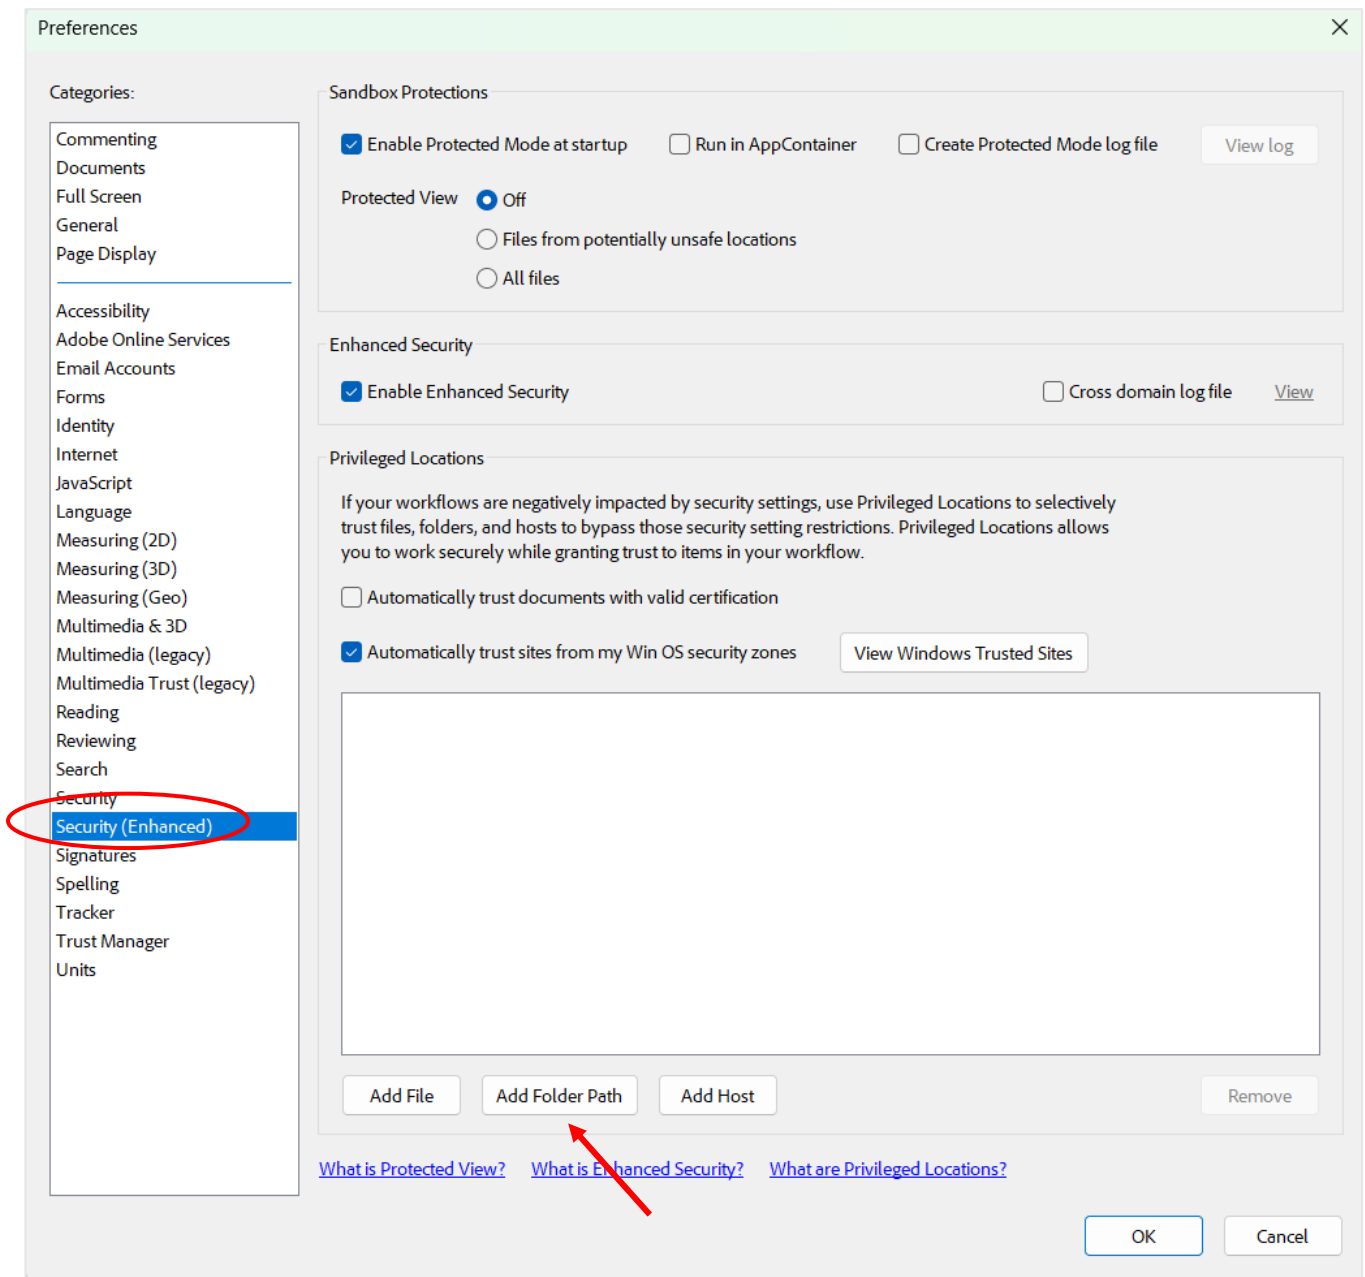 Preferences
Categories:
Commenting
Documents
Full Screen
General
Page Display
Accessibility
Adobe Online Services
Email Accounts
Forms
Identity
Internet
JavaScript
Language
Measuring (2D)
Measuring (3D)
Measuring (Geo)
Multimedia & 3D
Multimedia (legacy)
Multimedia Trust (legacy)
Reading
Reviewing
Search
Security
Security (Enhanced)
Signatures
Spelling
Tracker
Trust Manager
Units
Sandbox Protections
Enable Protected Mode at startup Run in AppContainer Create Protected Mode log file View log
Protected View Off
Files from potentially unsafe locations
All files
Enhanced Security
Enable Enhanced Security Cross domain log file View
Privileged Locations
If your workflows are negatively impacted by security settings, use Privileged Locations to selectively
trust files, folders, and hosts to bypass those security setting restrictions. Privileged Locations allows
you to work securely while granting trust to items in your workflow.
Automatically trust documents with valid certification
Automatically trust sites from my Win OS security zones View Windows Trusted Sites
Add File Add Folder Path Add Host Remove
What is Protected View? What is Enhanced Security? What are Privileged Locations?
OK Cancel